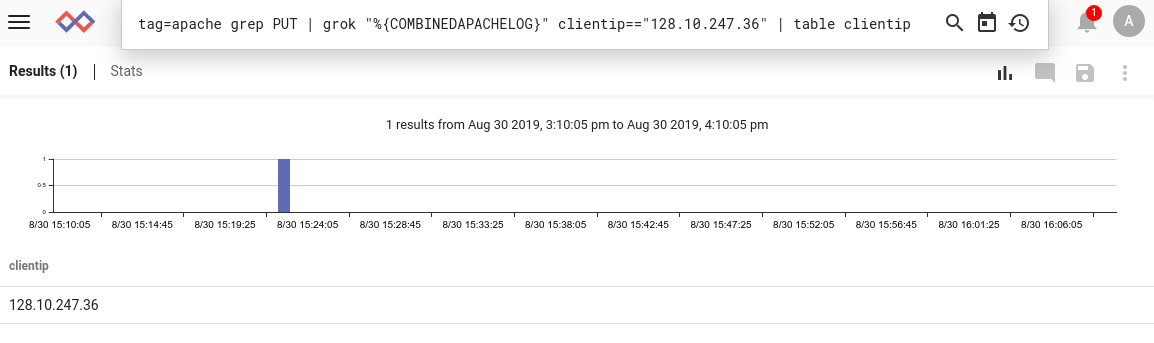 tag=apache grep PUT | grok "%{COMBINEDAPACHELOG}" clientip=="128.10.247.36" | table clientip
1
A
Results (1) | Stats
1 results from Aug 30 2019, 3:10:05 pm to Aug 30 2019, 4:10:05 pm
1
0.5
0
8/30 15:10:05 8/30 15:14:45 8/30 15:19:25 8/30 15:24:05 8/30 15:28:45 8/30 15:33:25 8/30 15:38:05 8/30 15:42:45 8/30 15:47:25 8/30 15:52:05 8/30 15:56:45 8/30 16:01:25 8/30 16:06:05
clientip
128.10.247.36